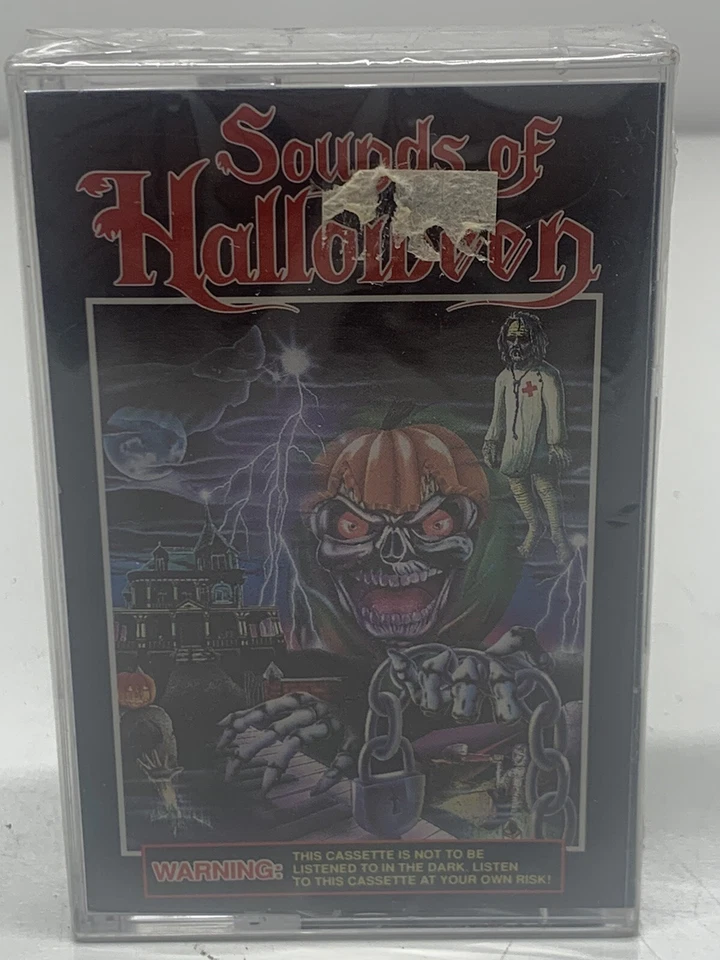 Sounds of
Halloween
WARNING:
THIS CASSETTE IS NOT TO BE
LISTENED TO IN THE DARK. LISTEN
TO THIS CASSETTE AT YOUR OWN RISK!